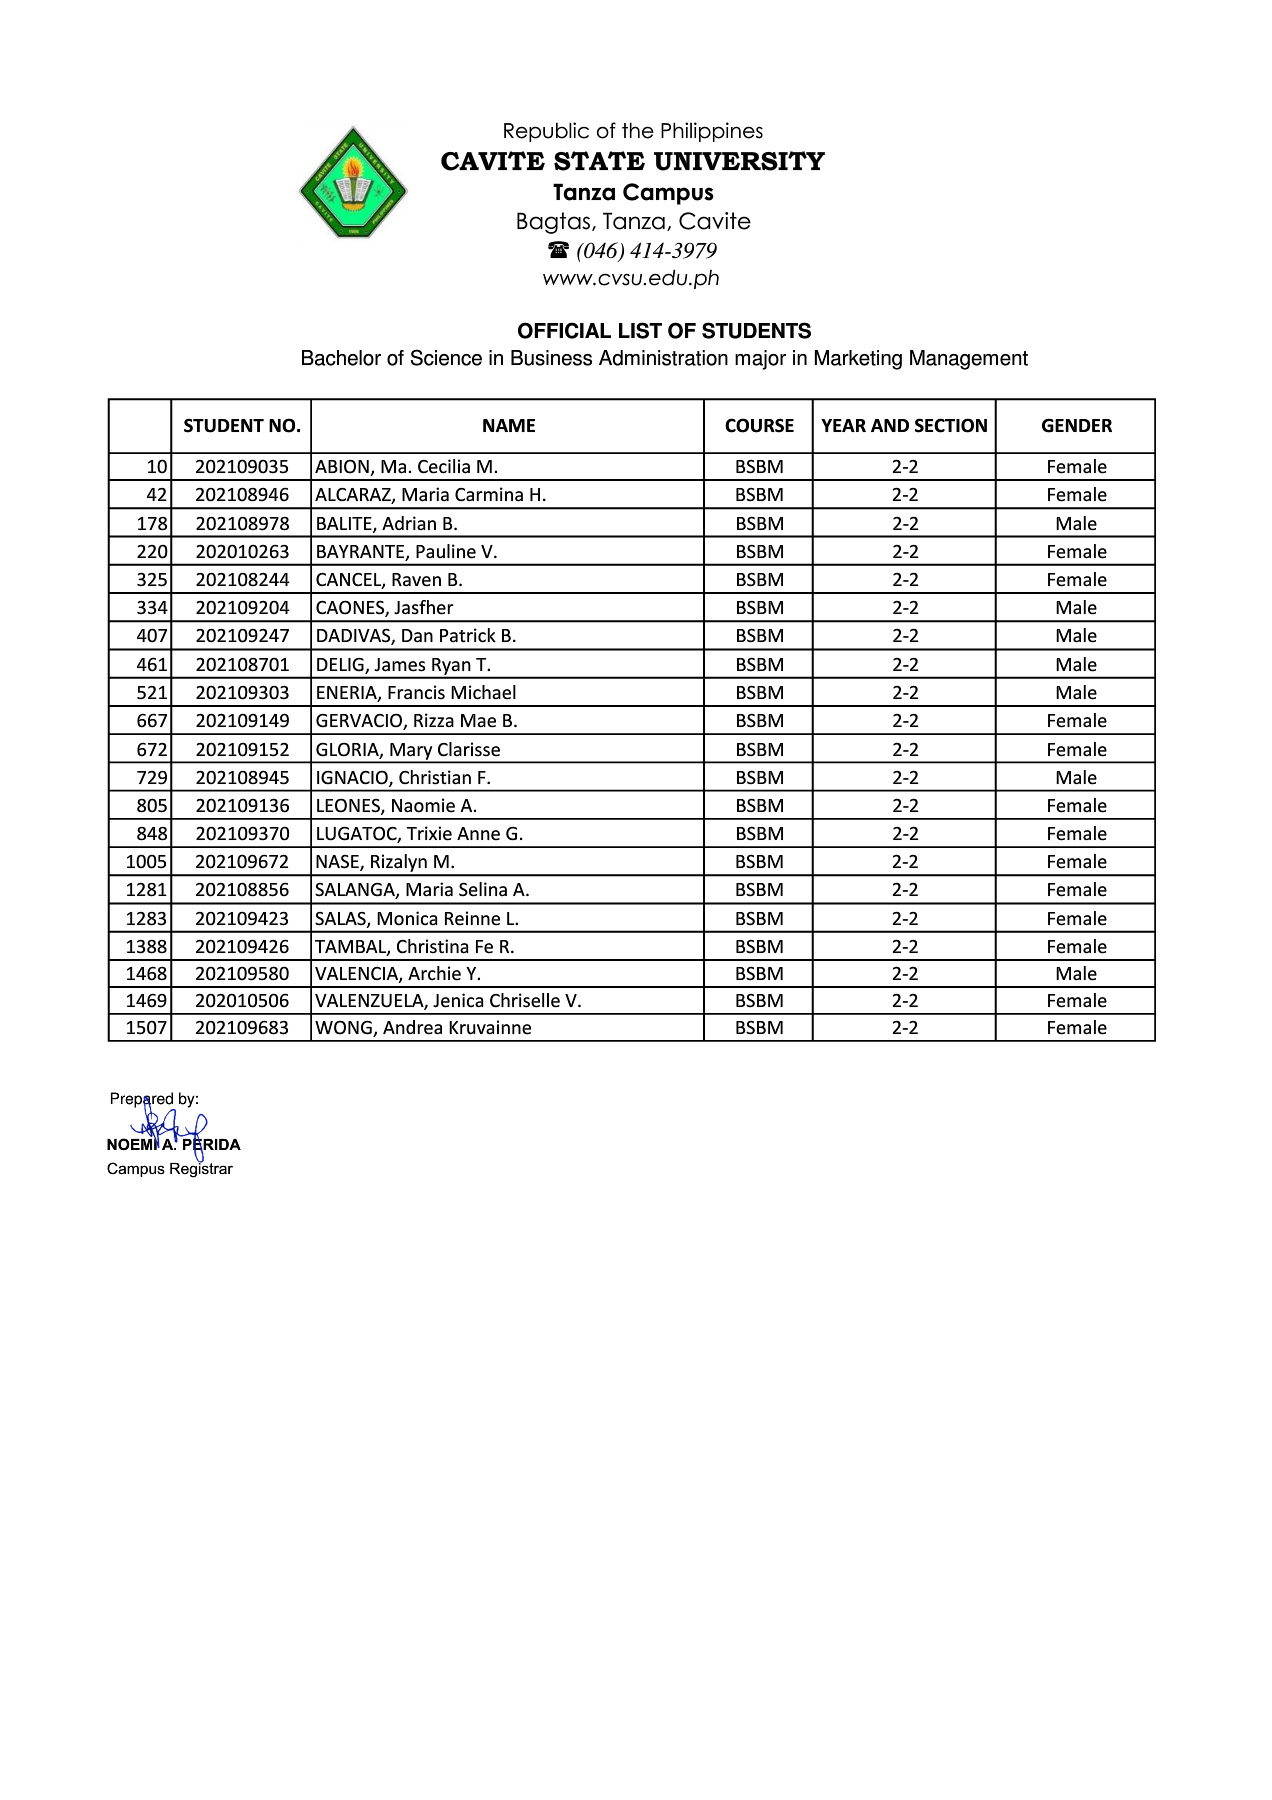 Republic of the Philippines
CAVITE STATE UNIVERSITY
Tanza Campus
Bagtas, Tanza, Cavite
☎ (046) 414-3979
www.cvsu.edu.ph
CAVITE STATE UNIVERSITY
CAVITE PHILIPPINES
OFFICIAL LIST OF STUDENTS
Bachelor of Science in Business Administration major in Marketing Management
STUDENT NO. NAME COURSE YEAR AND SECTION GENDER
10 202109035 ABION, Ma. Cecilia M. BSBM 2-2 Female
42 202108946 ALCARAZ, Maria Carmina H. BSBM 2-2 Female
178 202108978 BALITE, Adrian B. BSBM 2-2 Male
220 202010263 BAYRANTE, Pauline V. BSBM 2-2 Female
325 202108244 CANCEL, Raven B. BSBM 2-2 Female
334 202109204 CAONES, Jasfher BSBM 2-2 Male
407 202109247 DADIVAS, Dan Patrick B. BSBM 2-2 Male
461 202108701 DELIG, James Ryan T. BSBM 2-2 Male
521 202109303 ENERIA, Francis Michael BSBM 2-2 Male
667 202109149 GERVACIO, Rizza Mae B. BSBM 2-2 Female
672 202109152 GLORIA, Mary Clarisse BSBM 2-2 Female
729 202108945 IGNACIO, Christian F. BSBM 2-2 Male
805 202109136 LEONES, Naomie A. BSBM 2-2 Female
848 202109370 LUGATOC, Trixie Anne G. BSBM 2-2 Female
1005 202109672 NASE, Rizalyn M. BSBM 2-2 Female
1281 202108856 SALANGA, Maria Selina A. BSBM 2-2 Female
1283 202109423 SALAS, Monica Reinne L. BSBM 2-2 Female
1388 202109426 TAMBAL, Christina Fe R. BSBM 2-2 Female
1468 202109580 VALENCIA, Archie Y. BSBM 2-2 Male
1469 202010506 VALENZUELA, Jenica Chriselle V. BSBM 2-2 Female
1507 202109683 WONG, Andrea Kruvainne BSBM 2-2 Female
Prepared by:
NOEMI A. PERIDA
Campus Registrar